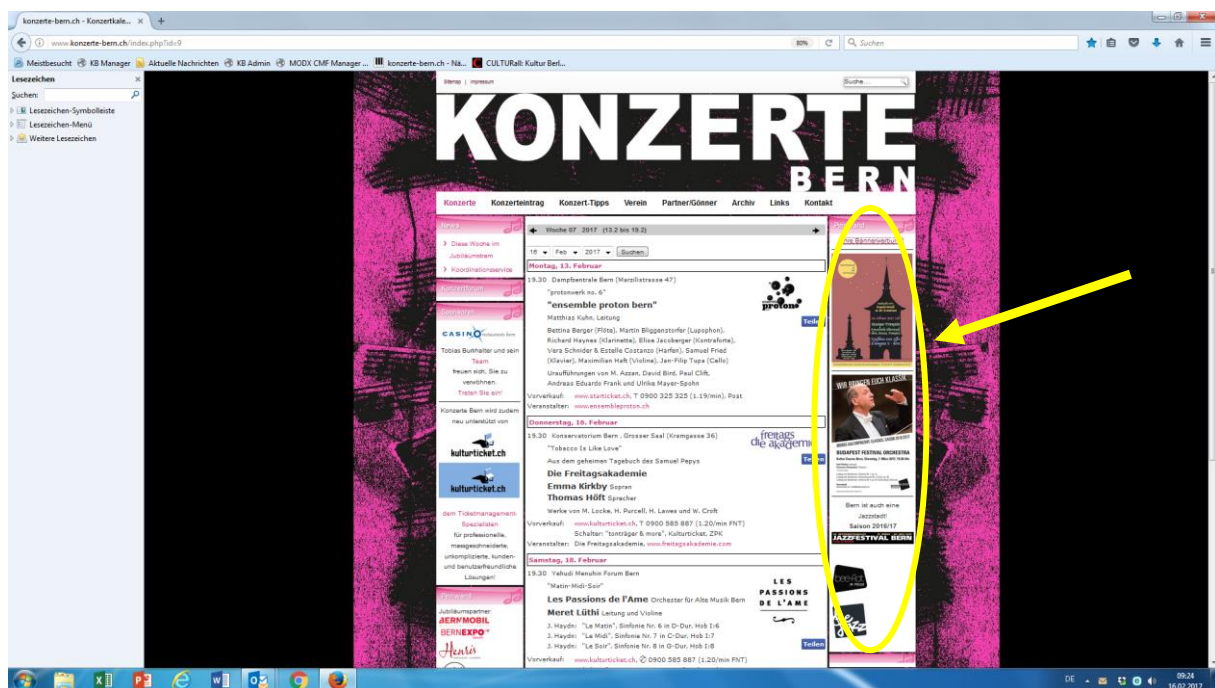 konzerte-bern.ch - Konzertkale...
www.konzerte-bern.ch/index.php?id=9
80%
Suchen
Meistbesucht KB Manager Aktuelle Nachrichten KB Admin MODX CMF Manager ... konzerte-bern.ch - Nä... CULTURall: Kultur Berl...
Lesezeichen
Suchen:
Lesezeichen-Symbolleiste
Lesezeichen-Menü
Weitere Lesezeichen
Sitemap | Impressum
Suche ...
KONZERTE
BERN
Konzerte Konzerteintrag Konzert-Tipps Verein Partner/Gönner Archiv Links Kontakt
News
Diese Woche im
Jubiläumstram
Koordinationsservice
Konzertforum
Sponsoren
CASINO
Tobias Burkhalter und sein
Team
freuen sich, Sie zu
verwöhnen.
Treten Sie ein!
Konzerte Bern wird zudem
neu unterstützt von
kulturticket.ch
kulturticket.ch
dem Ticketmanagement-
Spezialisten
für professionelle,
massgeschneiderte,
unkomplizierte, kunden-
und benutzerfreundliche
Lösungen!
Pinnwand
Jubiläumspartner
BERNMOBIL
BERNEXPO
Henris
Woche 07 2017 (13.2 bis 19.2)
16 Feb 2017 Suchen
Montag, 13. Februar
19.30 Dampfzentrale Bern (Marzilistrasse 47)
"protonwerk no. 6"
"ensemble proton bern"
Matthias Kuhn, Leitung
Bettina Berger (Flöte), Martin Bliggenstorfer (Lupophon),
Richard Haynes (Klarinette), Elise Jacoberger (Kontraforte),
Vera Schnider & Estelle Costanzo (Harfen), Samuel Fried
(Klavier), Maximilian Haft (Violine), Jan-Filip Tupa (Cello)
Uraufführungen von M. Azzan, David Bird, Paul Clift,
Andreas Eduardo Frank und Ulrike Mayer-Spohn
Vorverkauf: www.starticket.ch, T 0900 325 325 (1.19/min), Post
Veranstalter: www.ensembleproton.ch
proton
Teilen
Donnerstag, 16. Februar
19.30 Konservatorium Bern , Grosser Saal (Kramgasse 36)
"Tobacco Is Like Love"
Aus dem geheimen Tagebuch des Samuel Pepys
Die Freitagsakademie
Emma Kirkby Sopran
Thomas Höft Sprecher
Werke von M. Locke, H. Purcell, H. Lawes und W. Croft
Vorverkauf: www.kulturticket.ch, T 0900 585 887 (1.20/min FNT)
Schalter: "tonträger & more", Kulturticket, ZPK
Veranstalter: Die Freitagsakademie, www.freitagsakademie.com
die freitags
akademie
Teilen
Samstag, 18. Februar
19.30 Yehudi Menuhin Forum Bern
"Matin-Midi-Soir"
Les Passions de l'Ame Orchester für Alte Musik Bern
Meret Lüthi Leitung und Violine
J. Haydn: "Le Matin", Sinfonie Nr. 6 in D-Dur, Hob I:6
J. Haydn: "Le Midi", Sinfonie Nr. 7 in C-Dur, Hob I:7
J. Haydn: "Le Soir", Sinfonie Nr. 8 in G-Dur, Hob I:8
Vorverkauf: www.kulturticket.ch, 0900 585 887 (1.20/min FNT)
LES
PASSIONS
DE L'AME
Teilen
Bannerwerbung
WIR BRINGEN EUCH KLASSIK
BUDAPEST FESTIVAL ORCHESTRA
Bern ist auch eine
Jazzstadt!
Saison 2016/17
JAZZFESTIVAL BERN
bee-flat
DE
09:24
16.02.2017